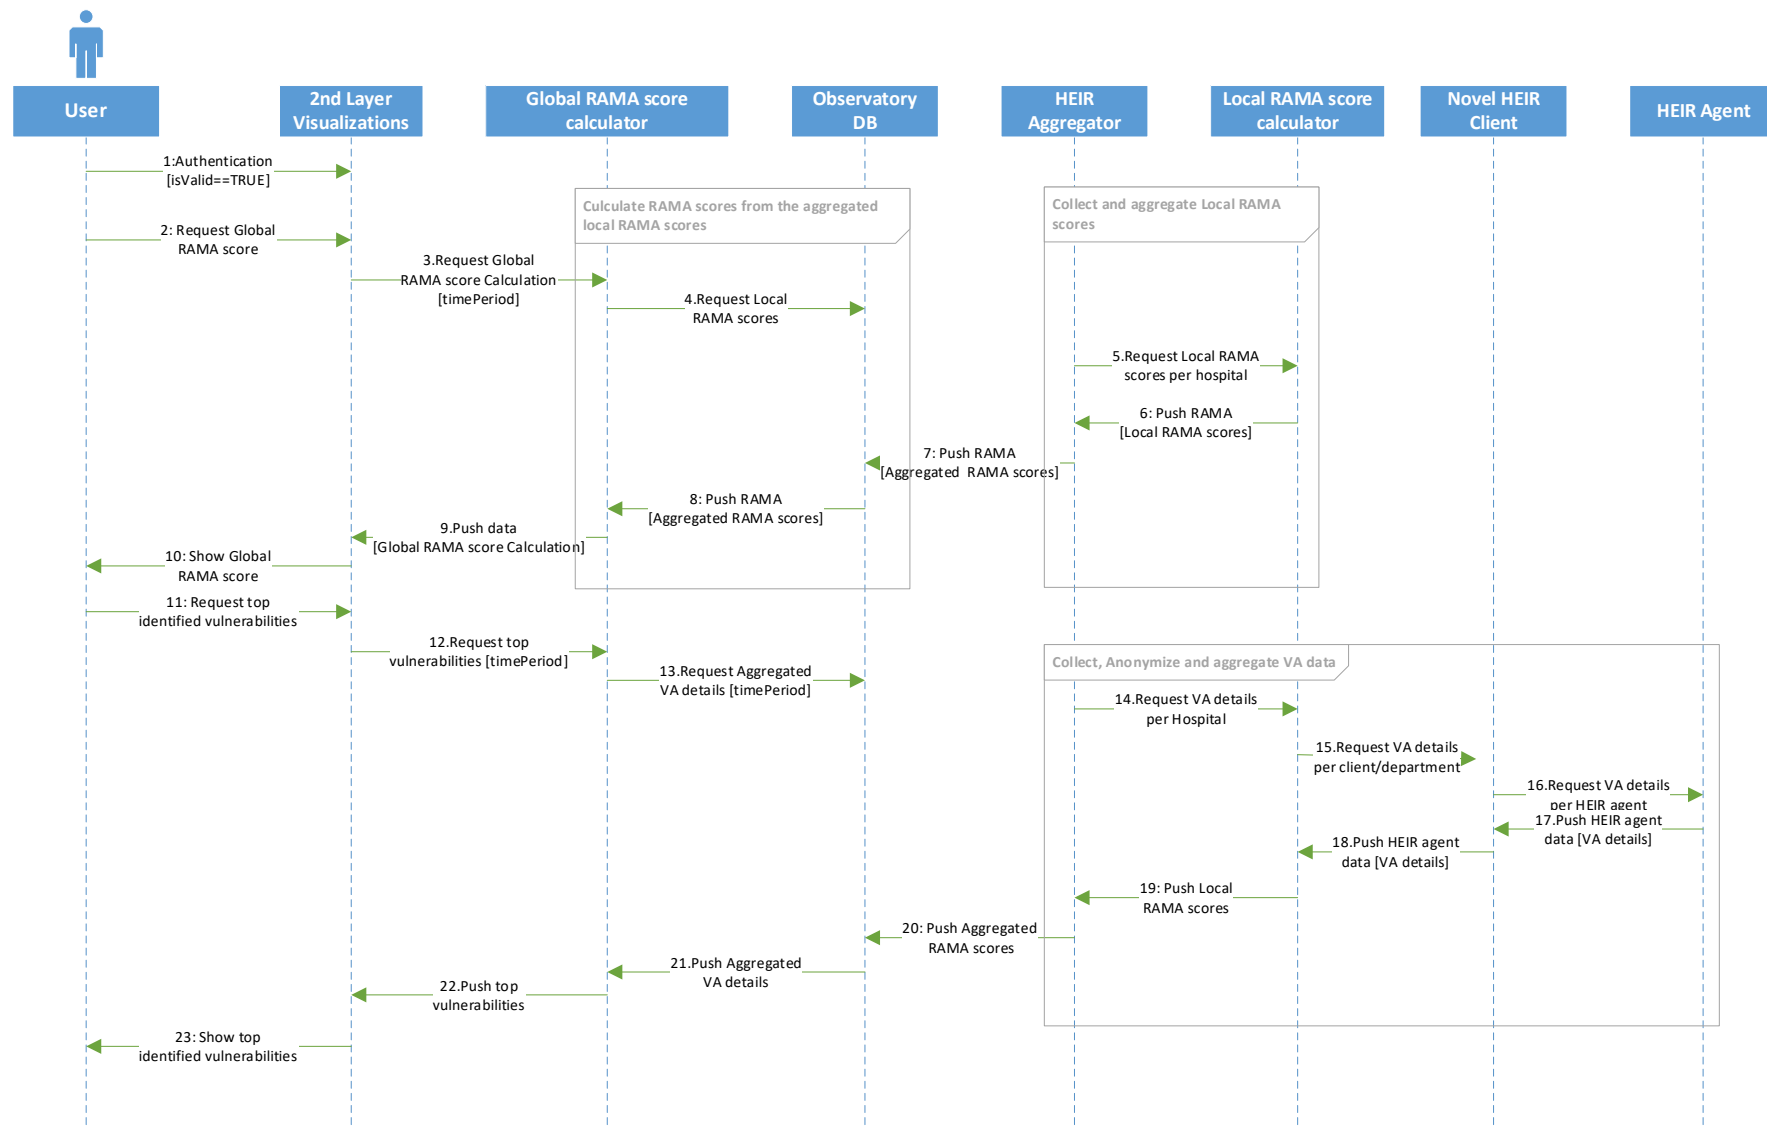 User
2nd Layer
Visualizations
Global RAMA score
calculator
Observatory
DB
HEIR
Aggregator
Local RAMA score
calculator
Novel HEIR
Client
HEIR Agent
1:Authentication
[isValid==TRUE]
Culculate RAMA scores from the aggregated
local RAMA scores
Collect and aggregate Local RAMA
scores
2: Request Global
RAMA score
3.Request Global
RAMA score Calculation
[timePeriod]
4.Request Local
RAMA scores
5.Request Local RAMA
scores per hospital
6: Push RAMA
[Local RAMA scores]
7: Push RAMA
[Aggregated  RAMA scores]
8: Push RAMA
[Aggregated RAMA scores]
9.Push data
[Global RAMA score Calculation]
10: Show Global
RAMA score
11: Request top
identified vulnerabilities
12.Request top
vulnerabilities [timePeriod]
13.Request Aggregated
VA details [timePeriod]
Collect, Anonymize and aggregate VA data
14.Request VA details
per Hospital
15.Request VA details
per client/department
16.Request VA details
per HEIR agent
17.Push HEIR agent
data [VA details]
18.Push HEIR agent
data [VA details]
19: Push Local
RAMA scores
20: Push Aggregated
RAMA scores
21.Push Aggregated
VA details
22.Push top
vulnerabilities
23: Show top
identified vulnerabilities